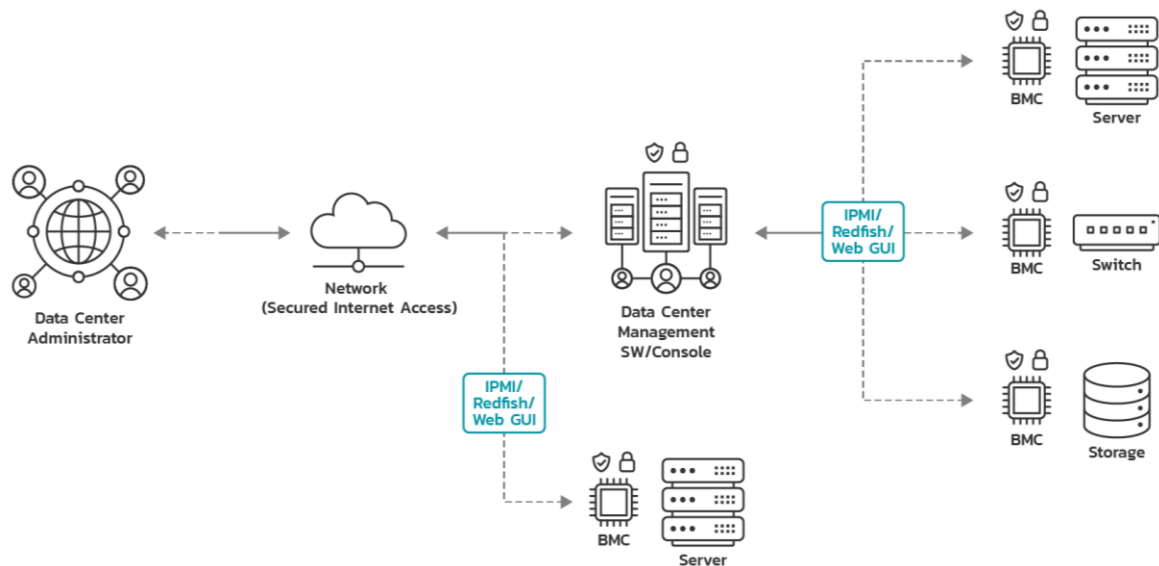 BMC
Server
IPMI/
Redfish/
Web GUI
BMC
Switch
Network
(Secured Internet Access)
Data Center
Administrator
Data Center
Management
SW/Console
IPMI/
Redfish/
Web GUI
BMC
Storage
BMC
Server